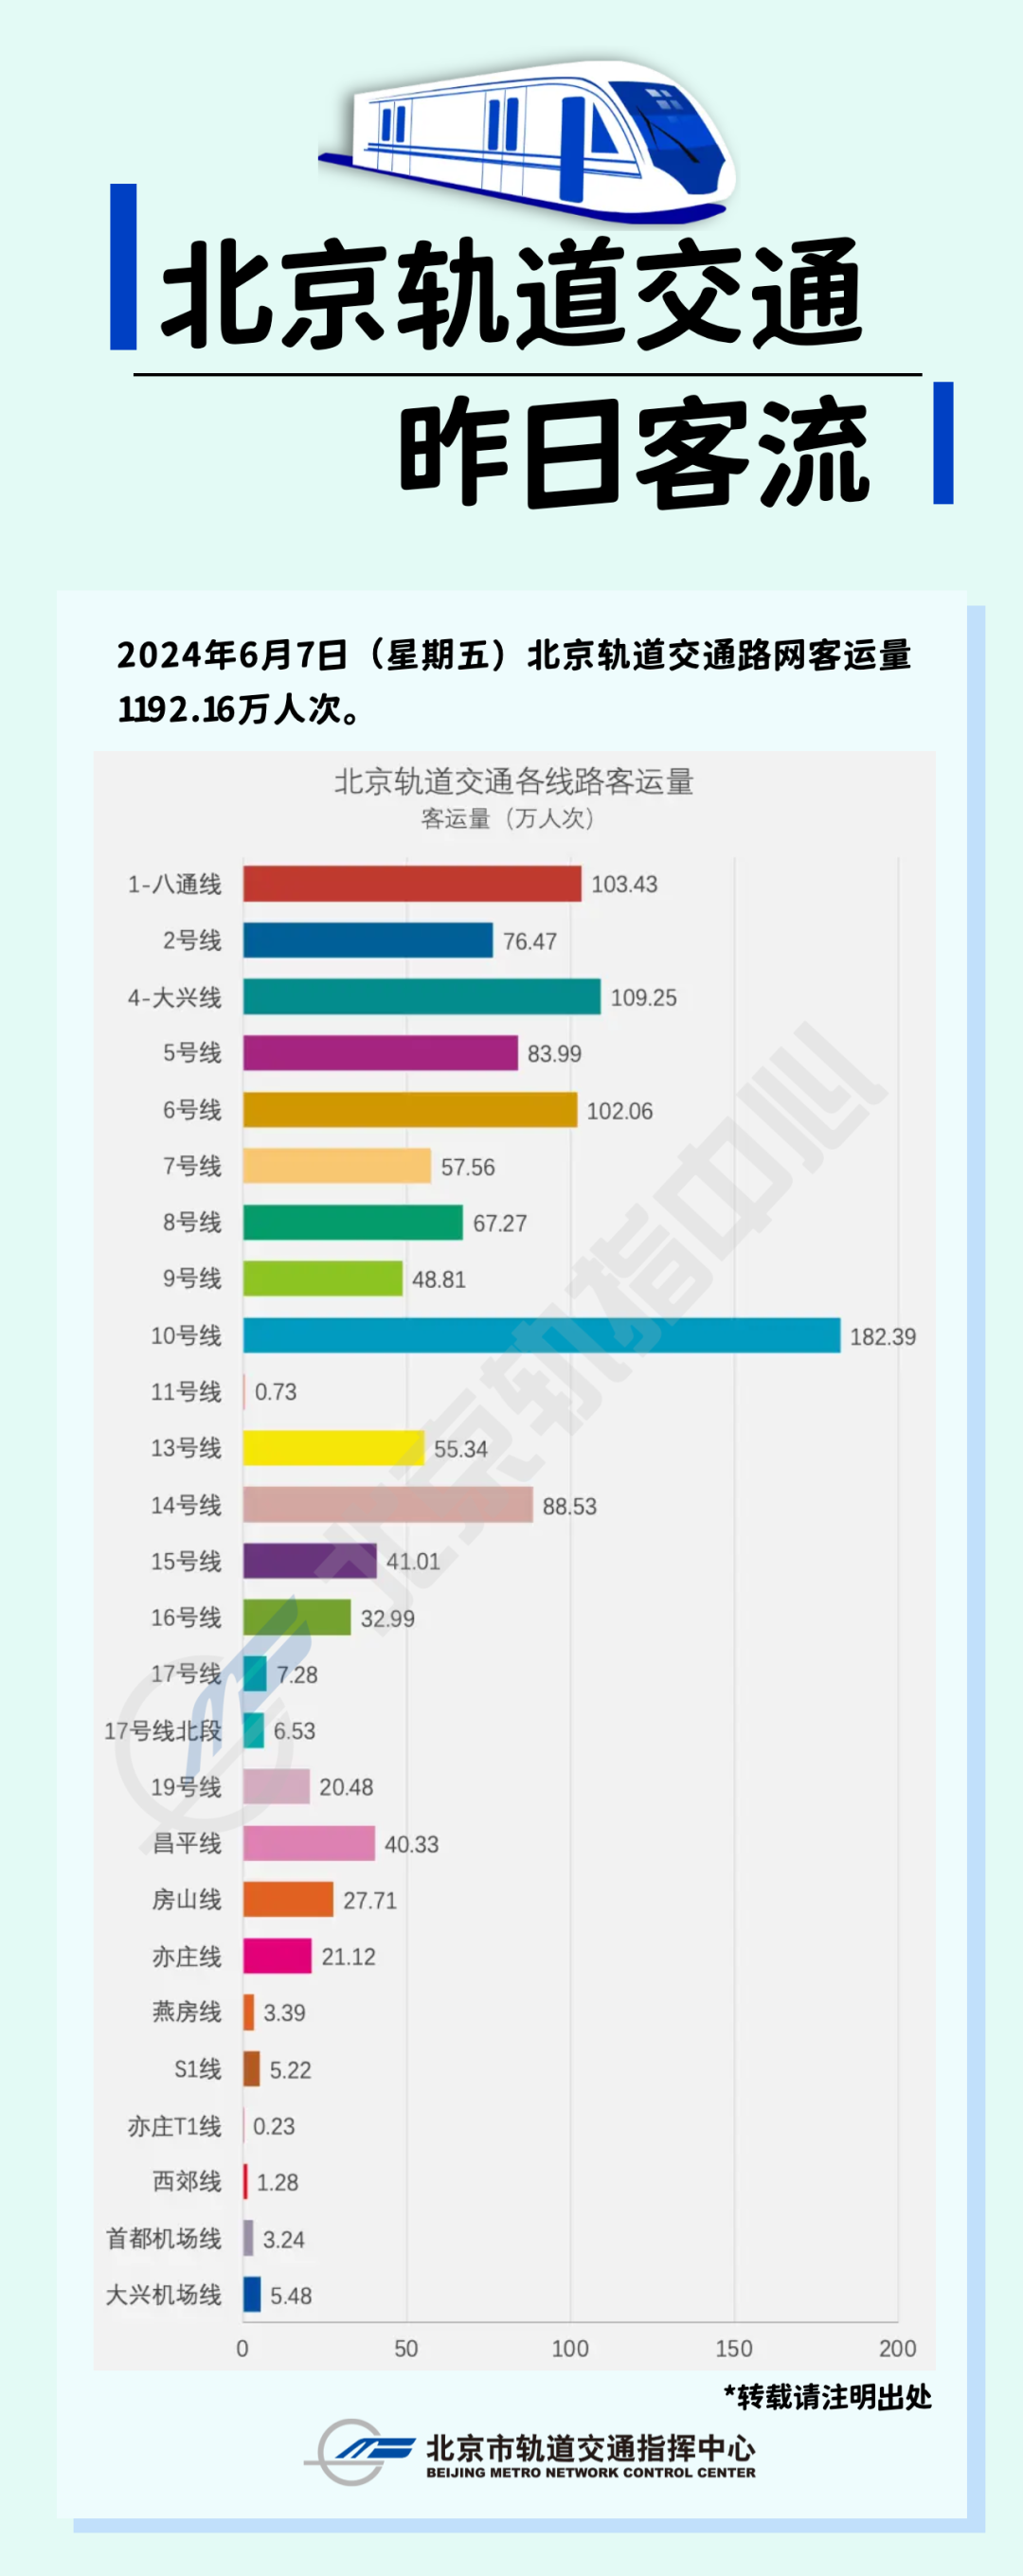 北京轨道交通
昨日客流
2024年6月7日（星期五）北京轨道交通路网客运量
1192.16万人次。
北京轨道交通各线路客运量
客运量（万人次）
1-八通线 103.43
2号线 76.47
4-大兴线 109.25
5号线 83.99
6号线 102.06
7号线 57.56
8号线 67.27
9号线 48.81
10号线 182.39
11号线 0.73
13号线 55.34
14号线 88.53
15号线 41.01
16号线 32.99
17号线 7.28
17号线北段 6.53
19号线 20.48
昌平线 40.33
房山线 27.71
亦庄线 21.12
燕房线 3.39
S1线 5.22
亦庄T1线 0.23
西郊线 1.28
首都机场线 3.24
大兴机场线 5.48
0 50 100 150 200
北京轨指中心
*转载请注明出处
北京市轨道交通指挥中心
BEIJING METRO NETWORK CONTROL CENTER